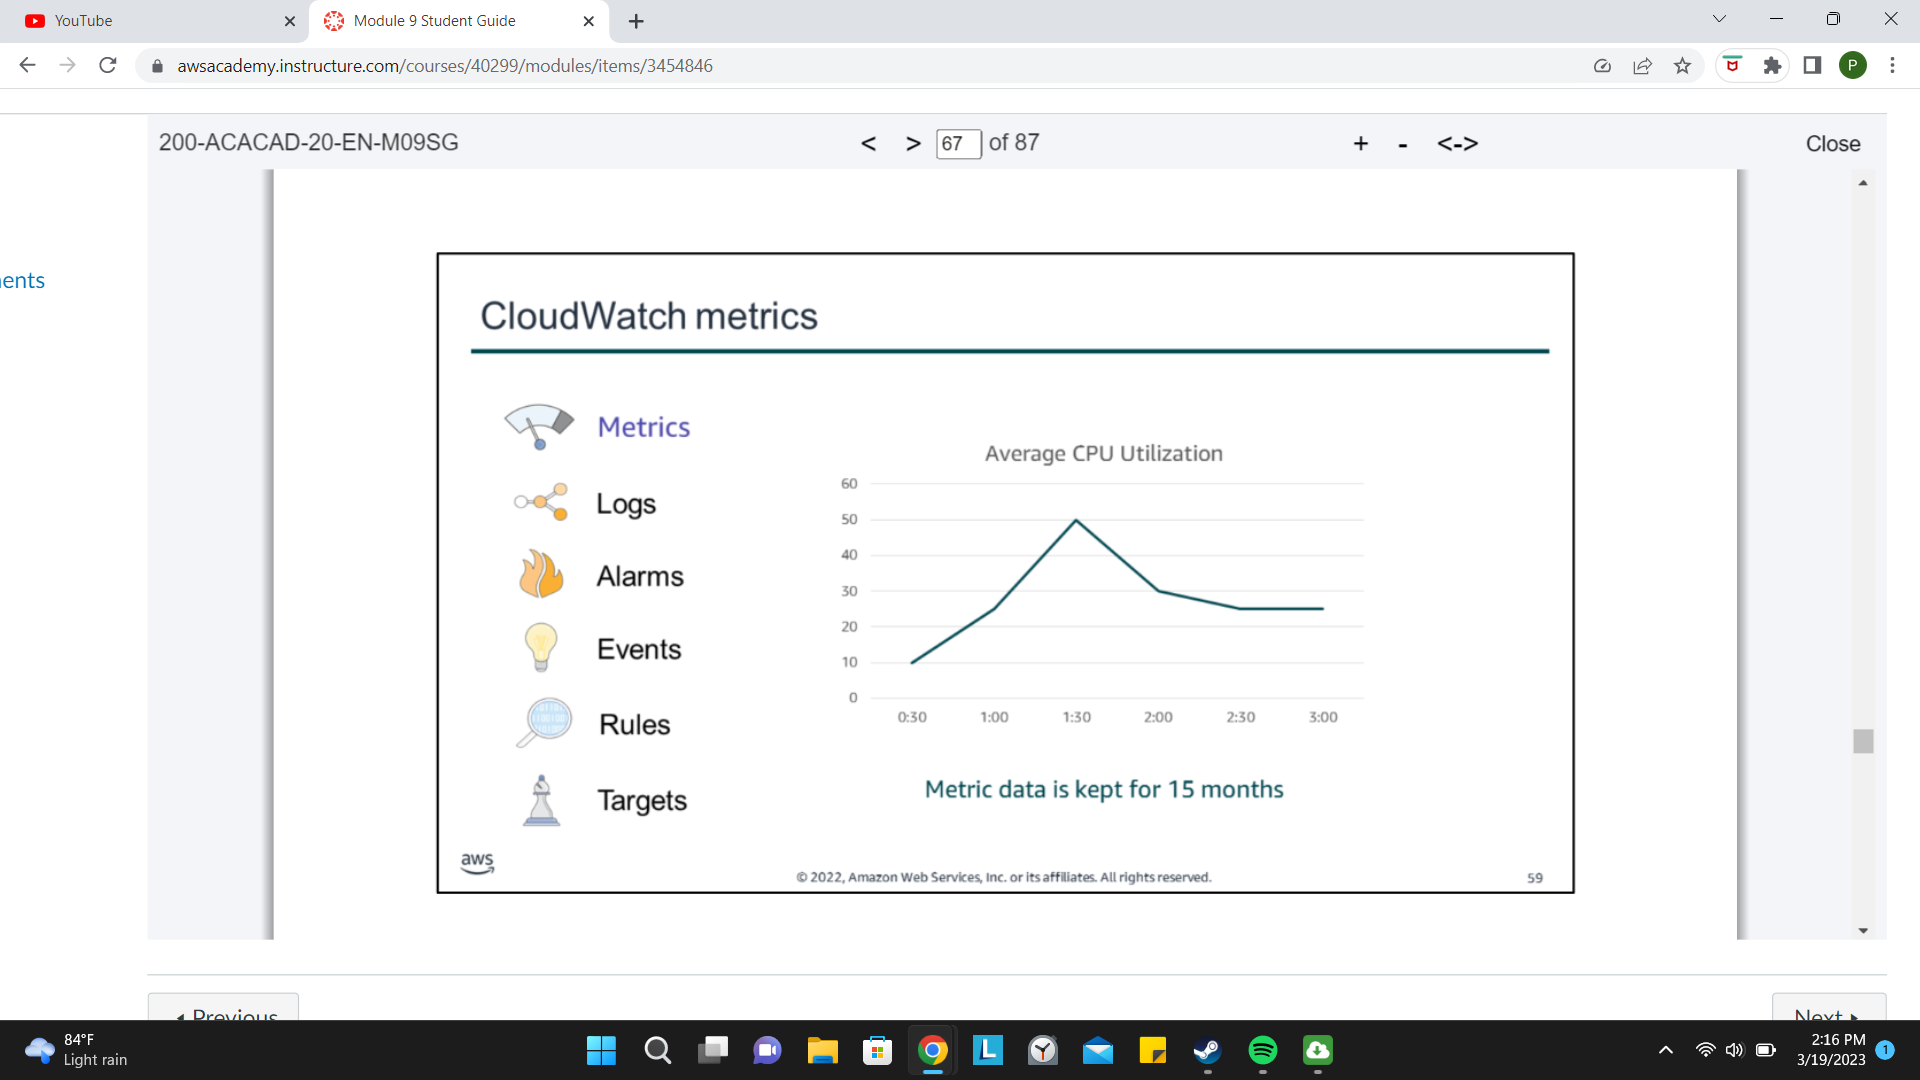 YouTube
Module 9 Student Guide
awsacademy.instructure.com/courses/40299/modules/items/3454846
P
200-ACACAD-20-EN-M09SG
< > 67 of 87
+ - <->
Close
ents
CloudWatch metrics
Metrics
Logs
Alarms
Events
Rules
Targets
Average CPU Utilization
60
50
40
30
20
10
0
0:30 1:00 1:30 2:00 2:30 3:00
Metric data is kept for 15 months
aws
© 2022, Amazon Web Services, Inc. or its affiliates. All rights reserved.
59
Previous
Next
84°F
Light rain
L
2:16 PM
3/19/2023
1